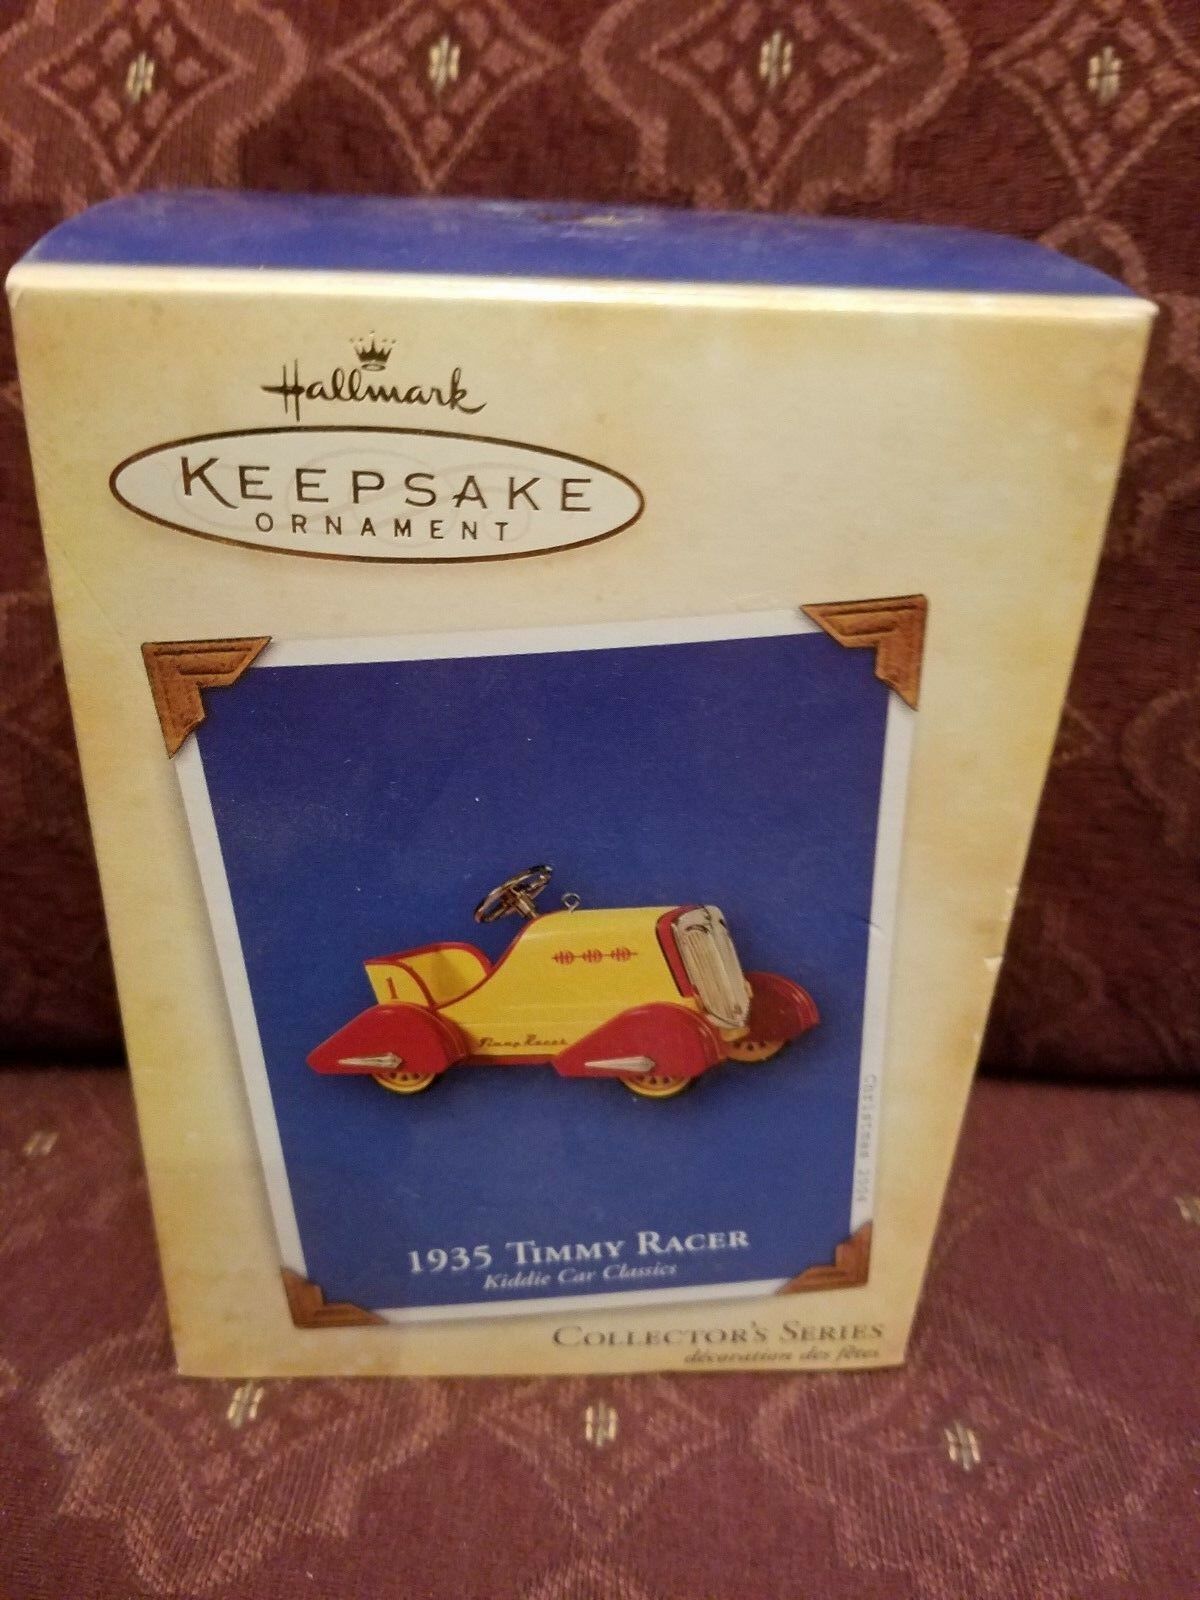 Hallmark
KEEPSAKE
ORNAMENT
1
Timmy Racer
Christmas 2004
1935 TIMMY RACER
Kiddie Car Classics
COLLECTOR'S SERIES
décoration des fêtes